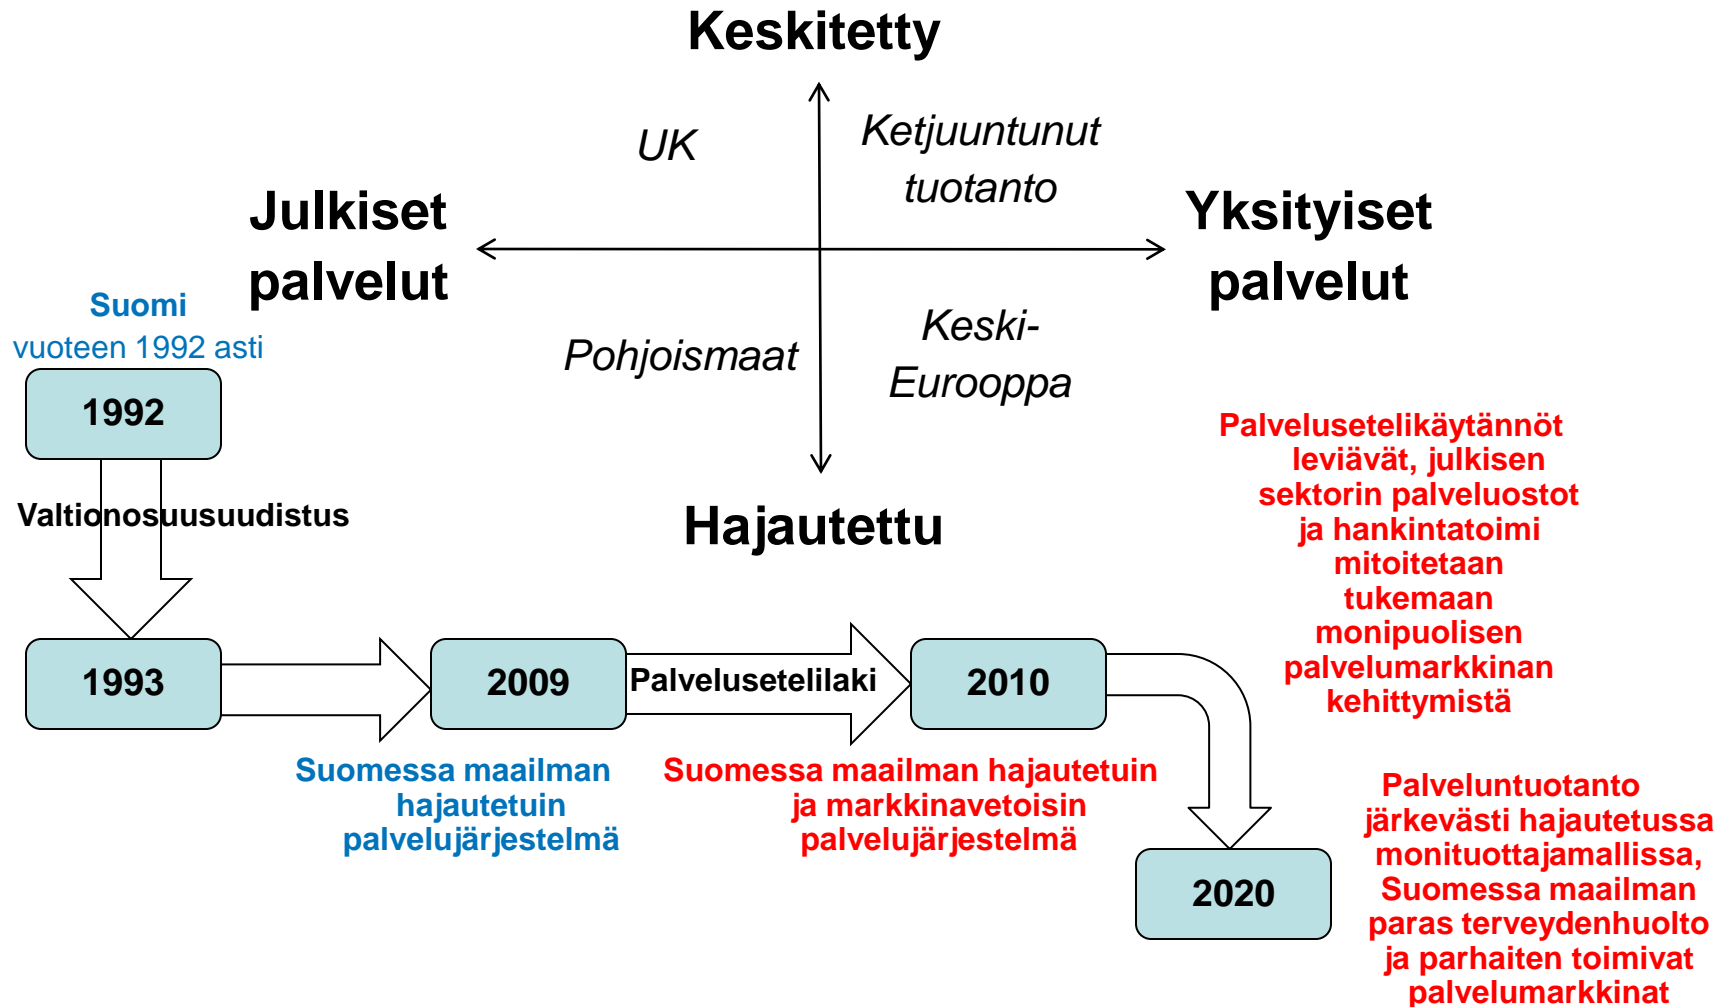 Keskitetty
UK
Ketjuuntunut
tuotanto
Julkiset
palvelut
Yksityiset
palvelut
Pohjoismaat
Keski-
Eurooppa
Hajautettu
Suomi
vuoteen 1992 asti
1992
Valtionosuusuudistus
1993
2009
Palvelusetelilaki
2010
Suomessa maailman
hajautetuin
palvelujärjestelmä
Suomessa maailman hajautetuin
ja markkinavetoisin
palvelujärjestelmä
Palvelusetelikäytännöt
leviävät, julkisen
sektorin palveluostot
ja hankintatoimi
mitoitetaan
tukemaan
monipuolisen
palvelumarkkinan
kehittymistä
2020
Palveluntuotanto
järkevästi hajautetussa
monituottajamallissa,
Suomessa maailman
paras terveydenhuolto
ja parhaiten toimivat
palvelumarkkinat